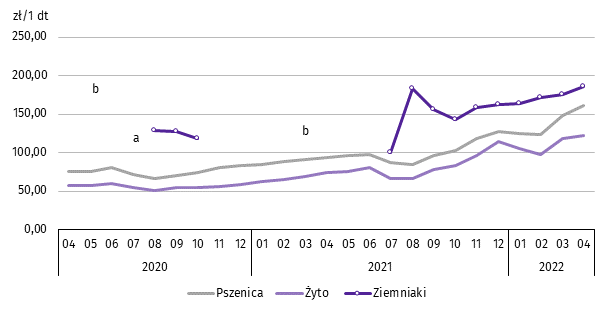 zł/1 dt
250,00
200,00
b
150,00
a
b
100,00
50,00
0,00
04 05 06 07 08 09 10 11 12 01 02 03 04 05 06 07 08 09 10 11 12 01 02 03 04
2020 2021 2022
Pszenica Żyto Ziemniaki